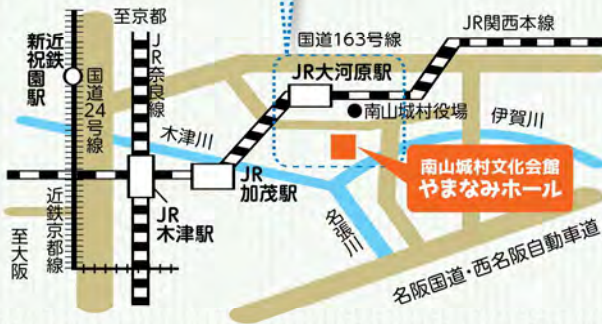 至京都
国道163号線
JR関西本線
近鉄
新祝園駅
国道24号線
JR奈良線
JR大河原駅
南山城村役場
木津川
伊賀川
南山城村文化会館
やまなみホール
JR
加茂駅
JR
木津駅
名張川
近鉄京都線
至大阪
名阪国道・西名阪自動車道